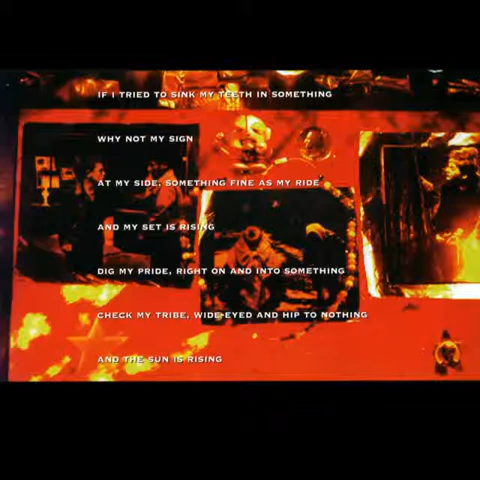 IF I TRIED TO SINK MY TEETH IN SOMETHING
WHY NOT MY SIGN
AT MY SIDE, SOMETHING FINE AS MY RIDE
AND MY SET IS RISING
DIG MY PRIDE, RIGHT ON AND INTO SOMETHING
CHECK MY TRIBE, WIDE-EYED AND HIP TO NOTHING
AND THE SUN IS RISING